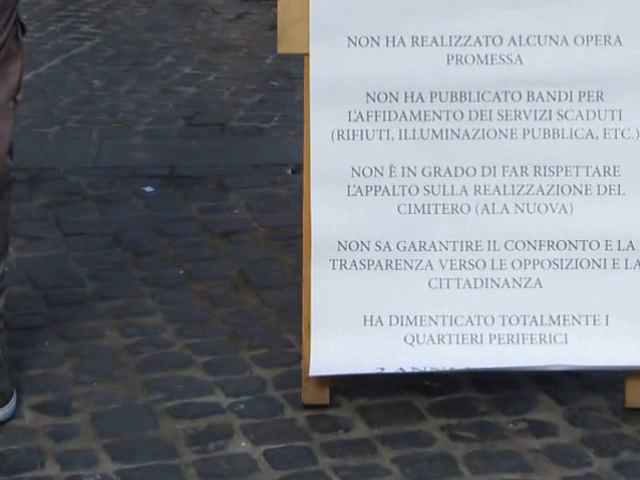 NON HA REALIZZATO ALCUNA OPERA
PROMESSA
NON HA PUBBLICATO BANDI PER
L'AFFIDAMENTO DEI SERVIZI SCADUTI
(RIFIUTI, ILLUMINAZIONE PUBBLICA, ETC.)
NON È IN GRADO DI FAR RISPETTARE
L'APPALTO SULLA REALIZZAZIONE DEL
CIMITERO (ALA NUOVA)
NON SA GARANTIRE IL CONFRONTO E LA
TRASPARENZA VERSO LE OPPOSIZIONI E LA
CITTADINANZA
HA DIMENTICATO TOTALMENTE I
QUARTIERI PERIFERICI